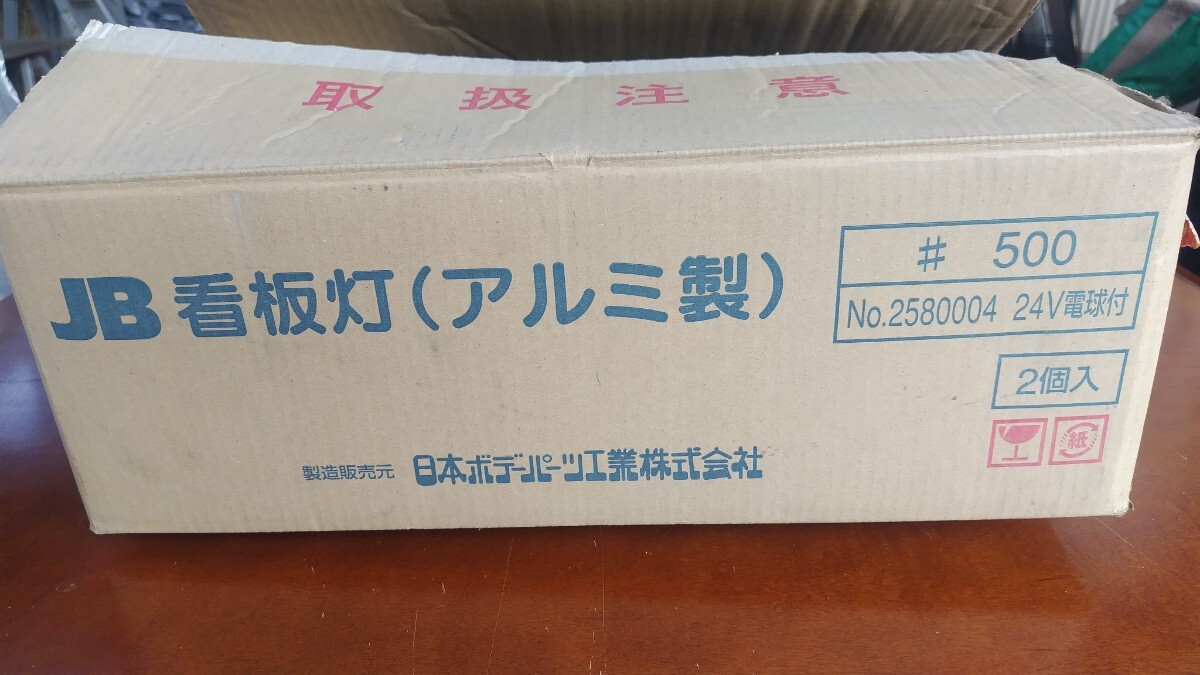 取扱注意
JB 看板灯(アルミ製)
# 500
No.2580004 24V電球付
2個入
紙
製造販売元 日本ボデーパーツ工業株式会社